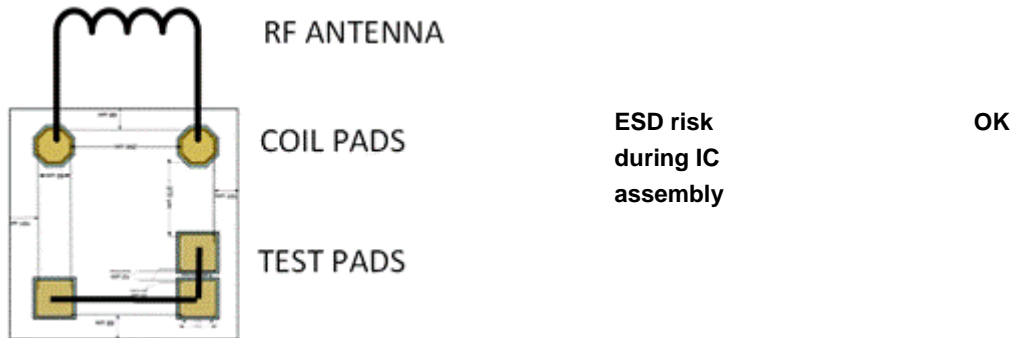 RF ANTENNA
COIL PADS
ESD risk OK
during IC
assembly
TEST PADS